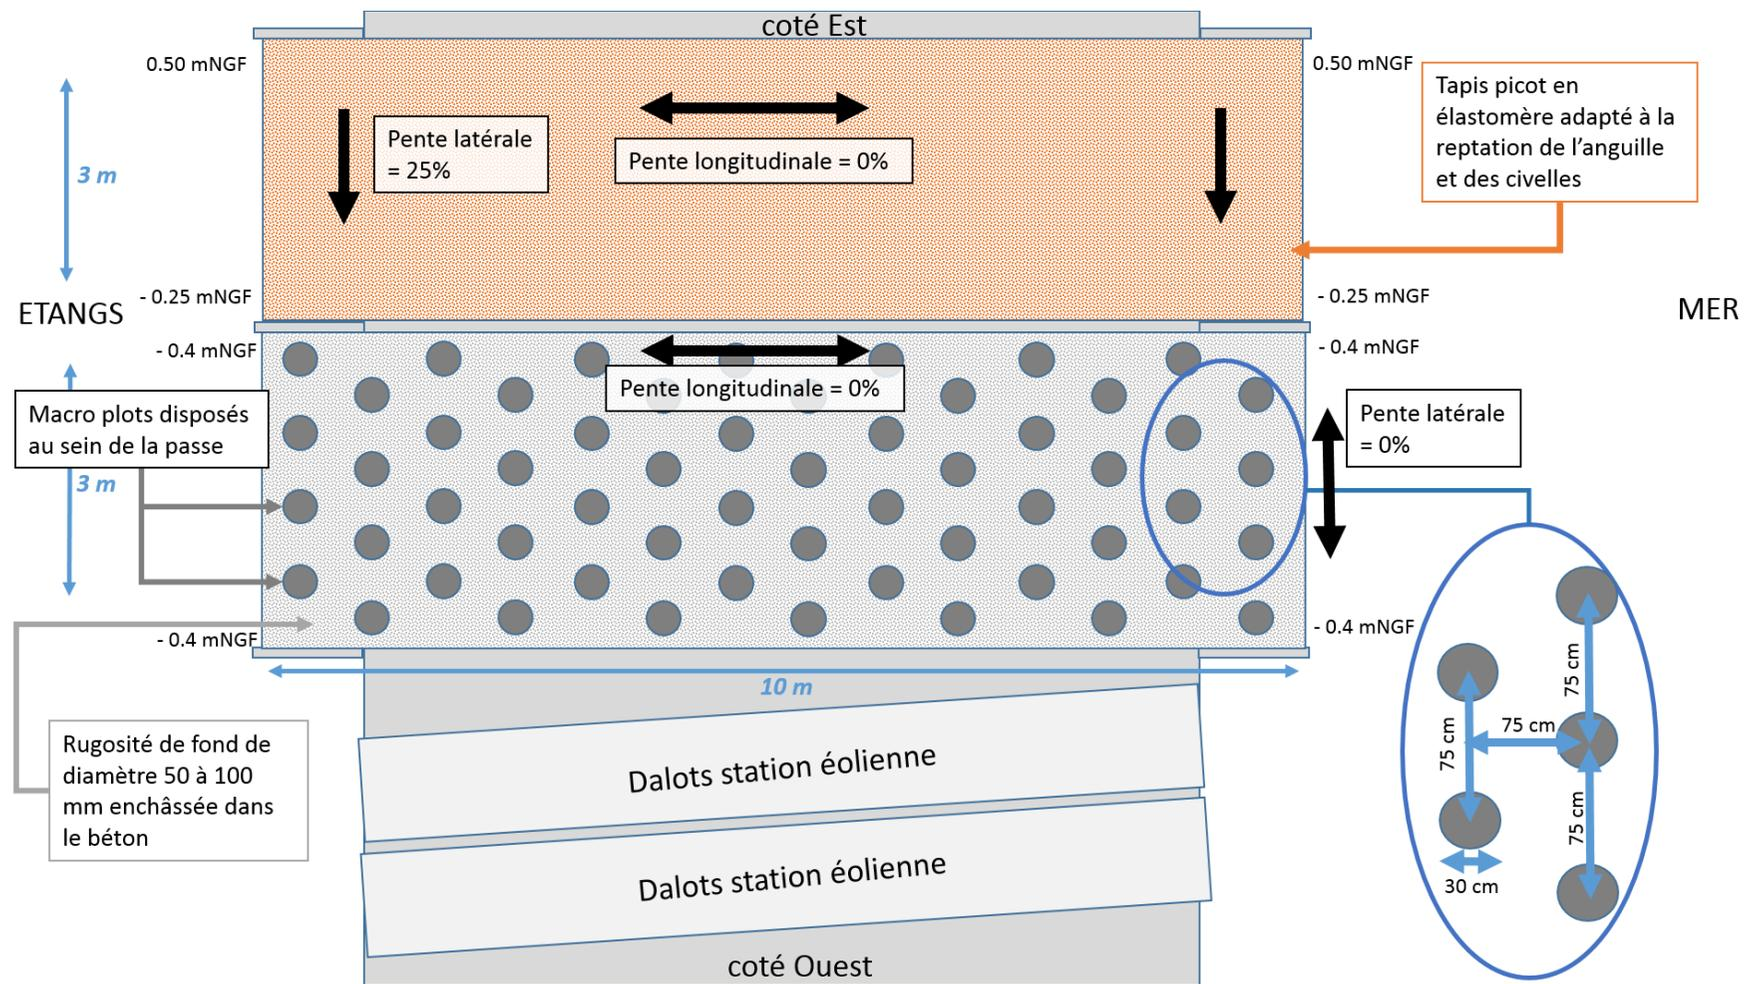 coté Est
0.50 mNGF
0.50 mNGF
Tapis picot en
élastomère adapté à la
reptation de l’anguille
et des civelles
Pente latérale
= 25%
Pente longitudinale = 0%
3 m
- 0.25 mNGF
- 0.25 mNGF
ETANGS
MER
- 0.4 mNGF
- 0.4 mNGF
Pente longitudinale = 0%
Macro plots disposés
au sein de la passe
Pente latérale
= 0%
3 m
- 0.4 mNGF
- 0.4 mNGF
10 m
Rugosité de fond de
diamètre 50 à 100
mm enchâssée dans
le béton
Dalots station éolienne
Dalots station éolienne
coté Ouest
75 cm
75 cm
75 cm
75 cm
30 cm